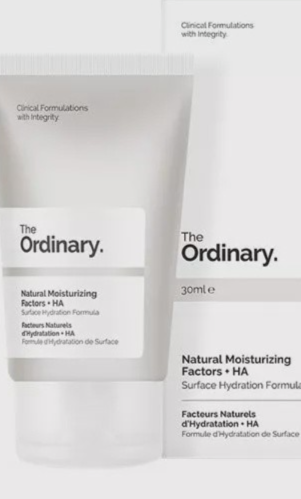 Clinical Formulations
with Integrity.
Clinical Formulations
with Integrity.
The
Ordinary.
Natural Moisturizing
Factors + HA
Surface Hydration Formula
Facteurs Naturels
d'Hydratation + HA
Formule d'Hydratation de Surface
The
Ordinary.
30ml e
Natural Moisturizing
Factors + HA
Surface Hydration Formula
Facteurs Naturels
d'Hydratation + HA
Formule d'Hydratation de Surface